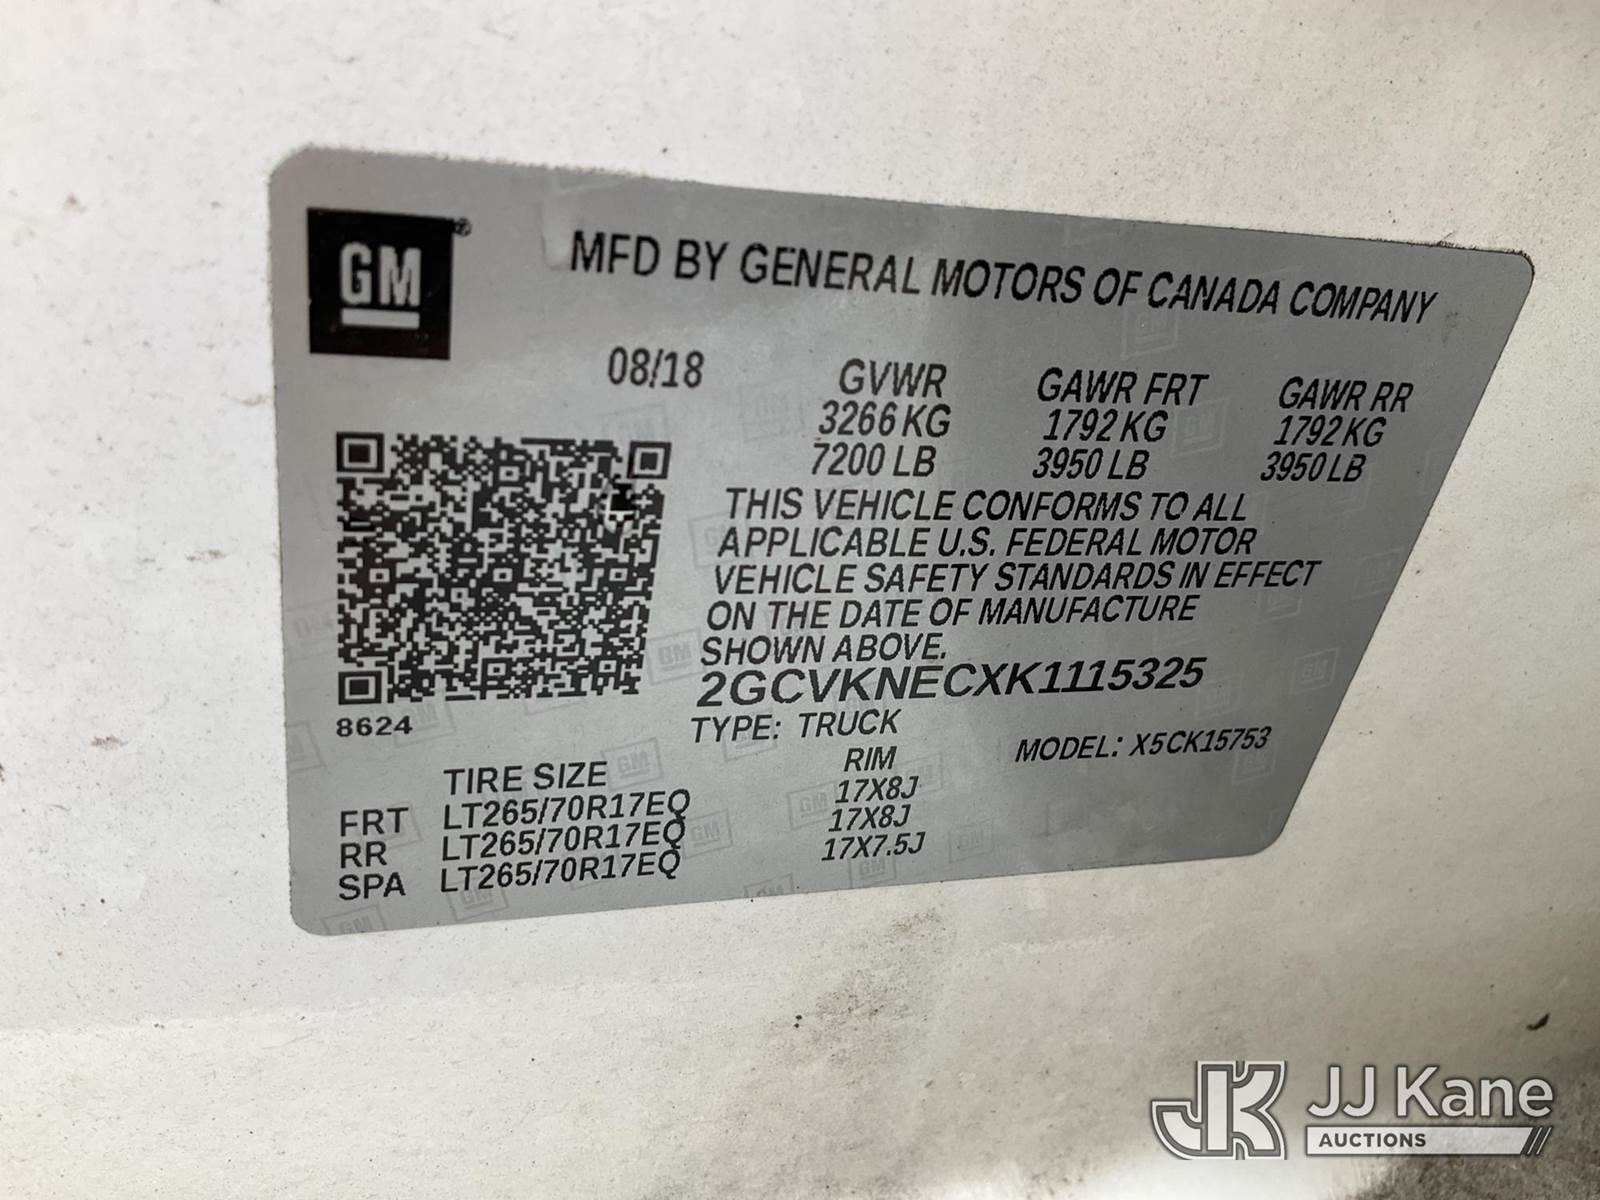 GM®
MFD BY GENERAL MOTORS OF CANADA COMPANY
08/18 GVWR GAWR FRT GAWR RR
3266 KG 1792 KG 1792 KG
7200 LB 3950 LB 3950 LB
THIS VEHICLE CONFORMS TO ALL
APPLICABLE U.S. FEDERAL MOTOR
VEHICLE SAFETY STANDARDS IN EFFECT
ON THE DATE OF MANUFACTURE
SHOWN ABOVE.
2GCVKNECXK1115325
8624
TYPE: TRUCK MODEL: X5CK15753
TIRE SIZE RIM
FRT LT265/70R17EQ 17X8J
RR LT265/70R17EQ 17X8J
SPA LT265/70R17EQ 17X7.5J
JK JJ Kane
AUCTIONS